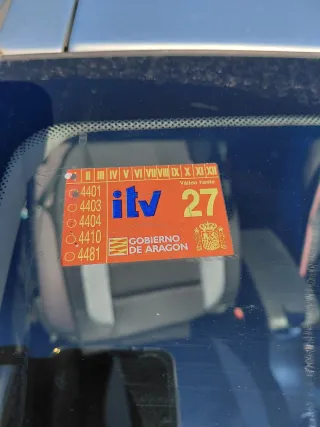 II III IV V VI VII VIII IX X XI XII
4401
4403
4404
4410
4481
itv
Válido hasta
27
GOBIERNO
DE ARAGON